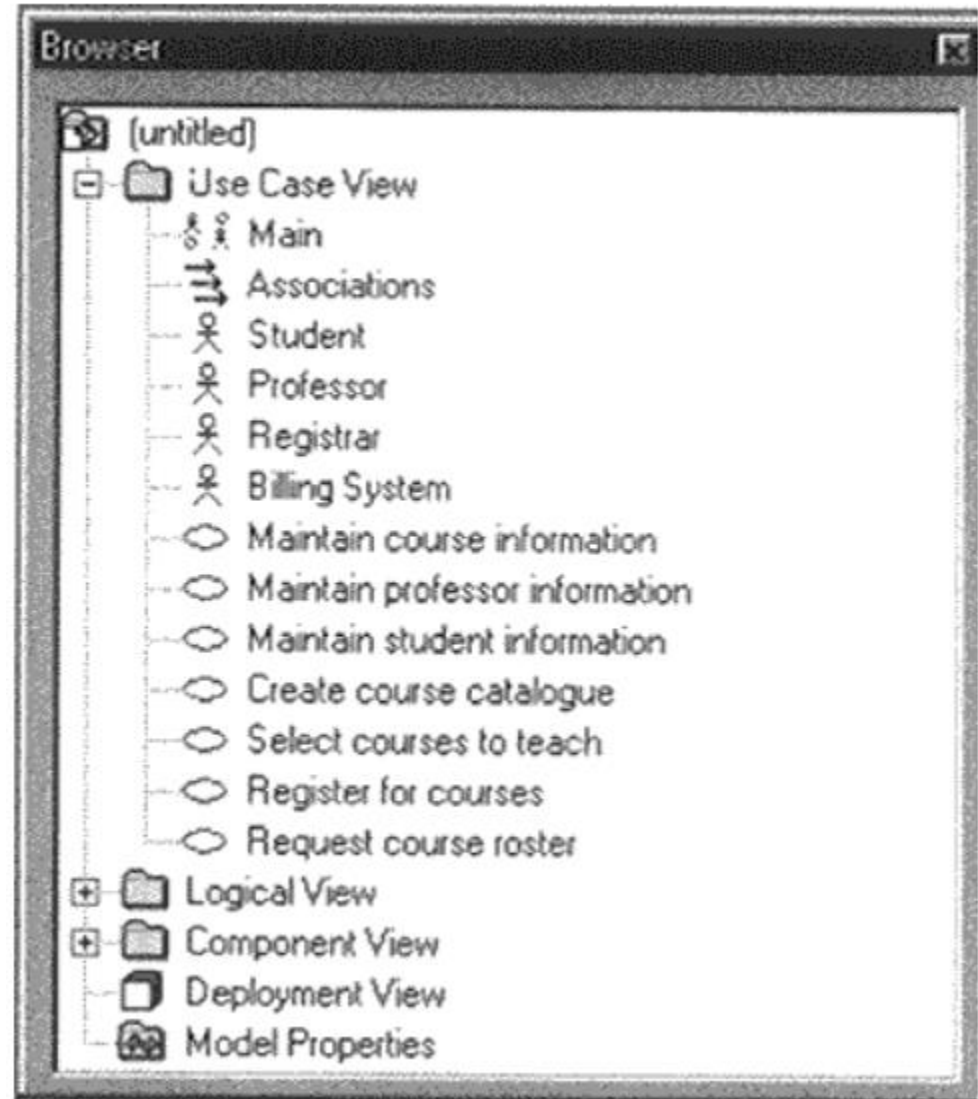 Browser
(untitled)
Use Case View
Main
Associations
Student
Professor
Registrar
Billing System
Maintain course information
Maintain professor information
Maintain student information
Create course catalogue
Select courses to teach
Register for courses
Request course roster
Logical View
Component View
Deployment View
Model Properties